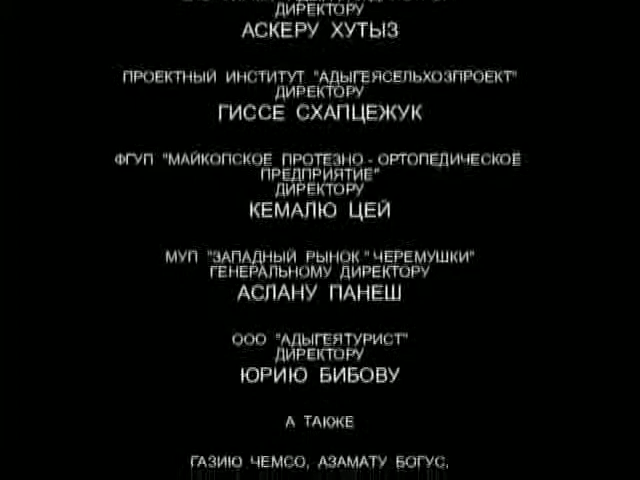 ДИРЕКТОРУ
АСКЕРУ ХУТЫЗ
ПРОЕКТНЫЙ ИНСТИТУТ "АДЫГЕЯСЕЛЬХОЗПРОЕКТ"
ДИРЕКТОРУ
ГИССЕ СХАПЦЕЖУК
ФГУП "МАЙКОПСКОЕ ПРОТЕЗНО - ОРТОПЕДИЧЕСКОЕ
ПРЕДПРИЯТИЕ"
ДИРЕКТОРУ
КЕМАЛЮ ЦЕЙ
МУП "ЗАПАДНЫЙ РЫНОК " ЧЕРЕМУШКИ"
ГЕНЕРАЛЬНОМУ ДИРЕКТОРУ
АСЛАНУ ПАНЕШ
ООО "АДЫГЕЯТУРИСТ"
ДИРЕКТОРУ
ЮРИЮ БИБОВУ
А ТАКЖЕ
ГАЗИЮ ЧЕМСО, АЗАМАТУ БОГУС,